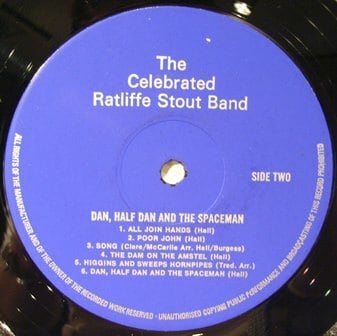 The
Celebrated
Ratliffe Stout Band
SIDE TWO
DAN, HALF DAN AND THE SPACEMAN
1. ALL JOIN HANDS (Hall)
2. POOR JOHN (Hall)
3. SONG (Clare/McCarlie Arr. Hall/Burgess)
4. THE DAM ON THE AMSTEL (Hall)
5. HIGGINS AND SWEEPS HORNPIPES (Tred. Arr.)
6. DAN, HALF DAN AND THE SPACEMAN (Hall)
ALL RIGHTS OF THE MANUFACTURER AND OF THE OWNER OF THE RECORDED WORK RESERVED - UNAUTHORISED COPYING PUBLIC PERFORMANCE AND BROADCASTING OF THIS RECORD PROHIBITED